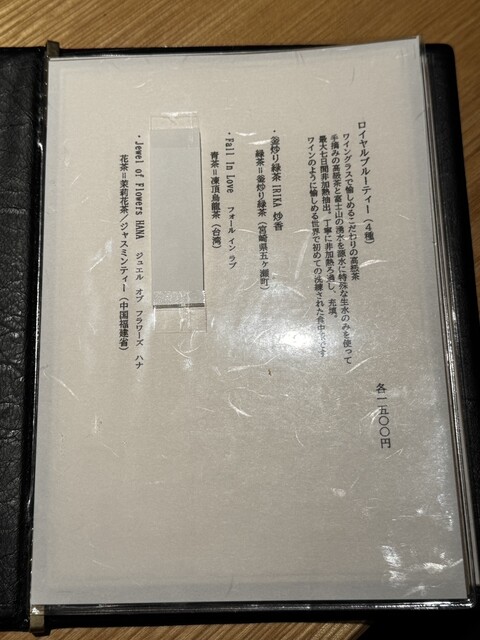 ロイヤルブルーティー(4種)
ワイングラスで愉しめるこだわりの高級茶
手摘みの高級茶と富士山の湧水を源水に特殊な生水のみを使って
最大七日間非加熱抽出。丁寧に非加熱ろ過し、充填。
ワインのように愉しめる世界で初めての洗練された食中茶です
各一五〇〇円
・釜炒り緑茶 IRIKA 炒香
緑茶=釜炒り緑茶(宮崎県五ヶ瀬町)
・Fall In Love フォール イン ラブ
青茶=凍頂烏龍茶(台湾)
・Jewel of Flowers HANA ジュエル オブ フラワーズ ハナ
花茶=茉莉花茶/ジャスミンティー(中国福建省)